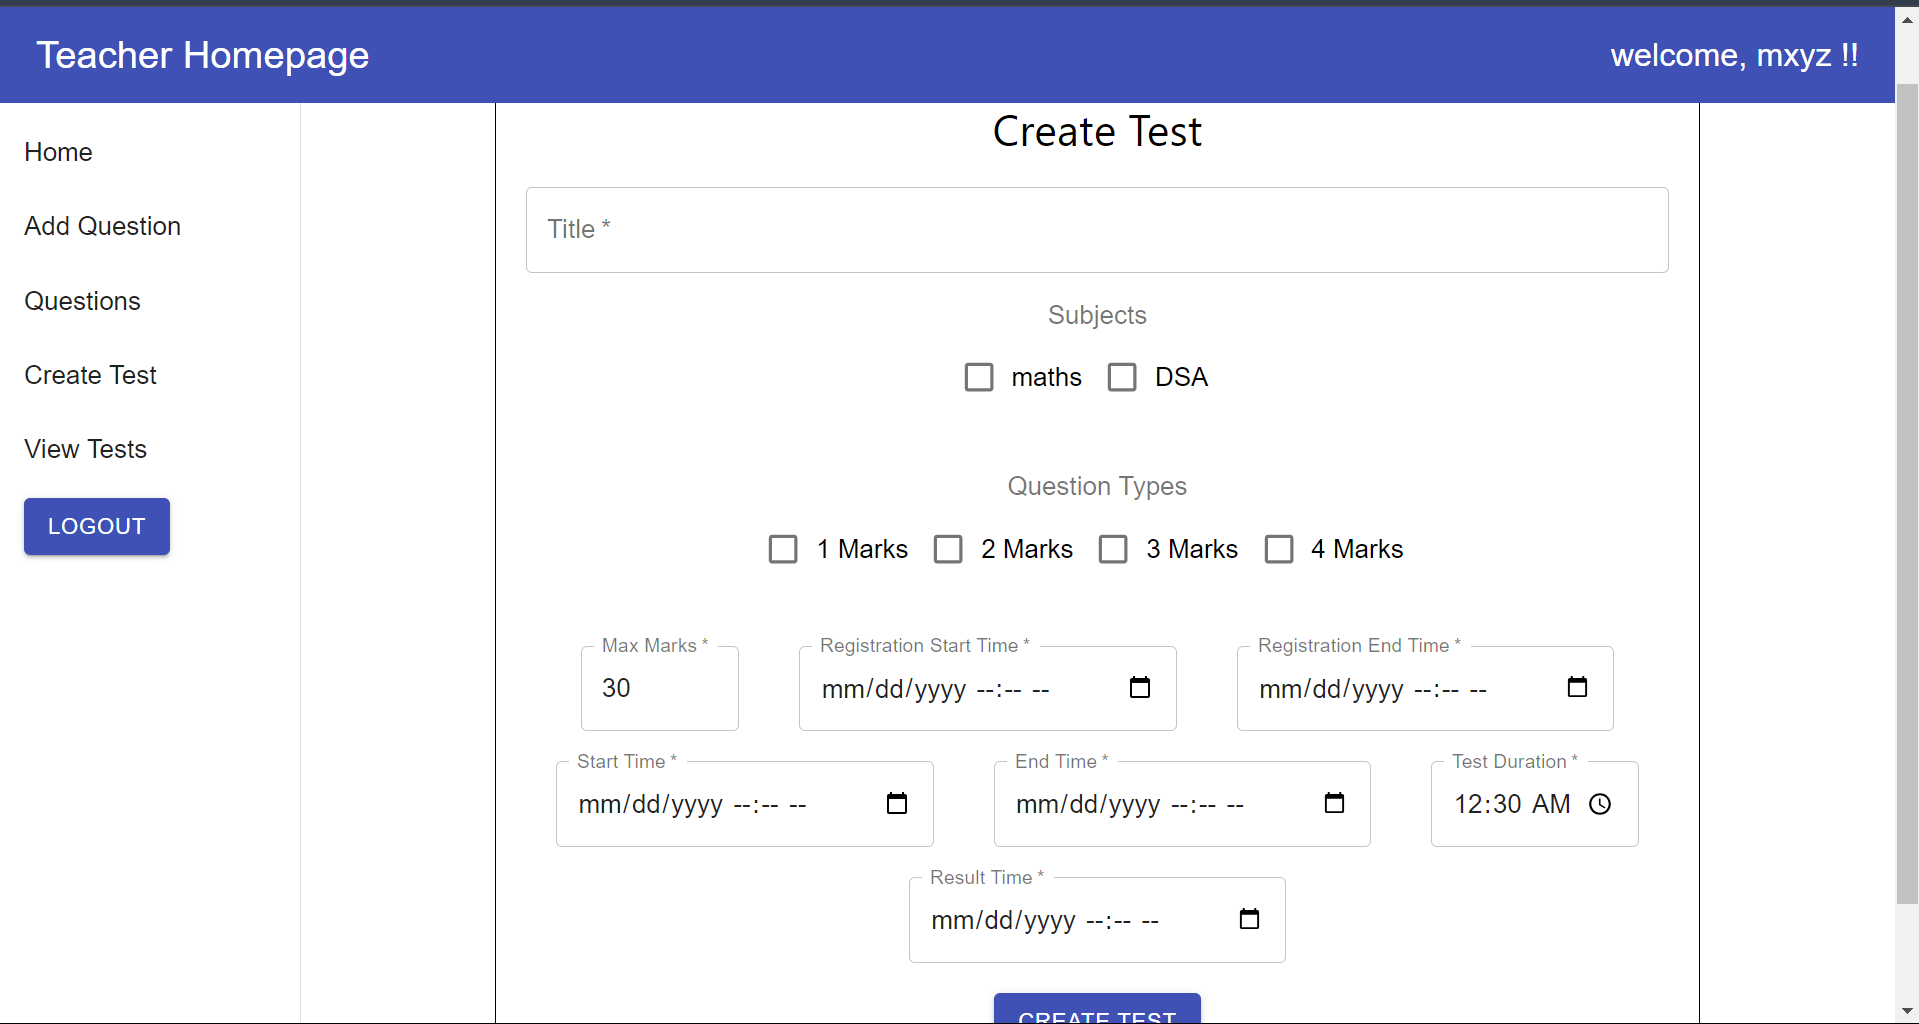 Teacher Homepage
welcome, mxyz !!
Home
Add Question
Questions
Create Test
View Tests
LOGOUT
Create Test
Title *
Subjects
maths DSA
Question Types
1 Marks 2 Marks 3 Marks 4 Marks
Max Marks * Registration Start Time * Registration End Time *
30 mm/dd/yyyy --:-- -- mm/dd/yyyy --:-- --
Start Time * End Time * Test Duration *
mm/dd/yyyy --:-- -- mm/dd/yyyy --:-- -- 12:30 AM
Result Time *
mm/dd/yyyy --:-- --
CREATE TEST